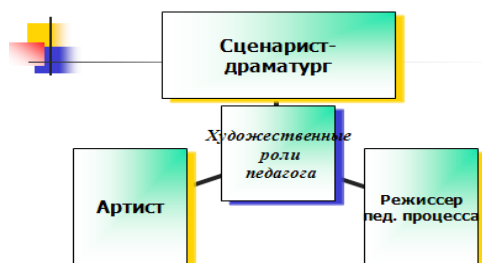 Сценарист-
драматург
Художественные
роли
педагога
Артист
Режиссер
пед. процесса